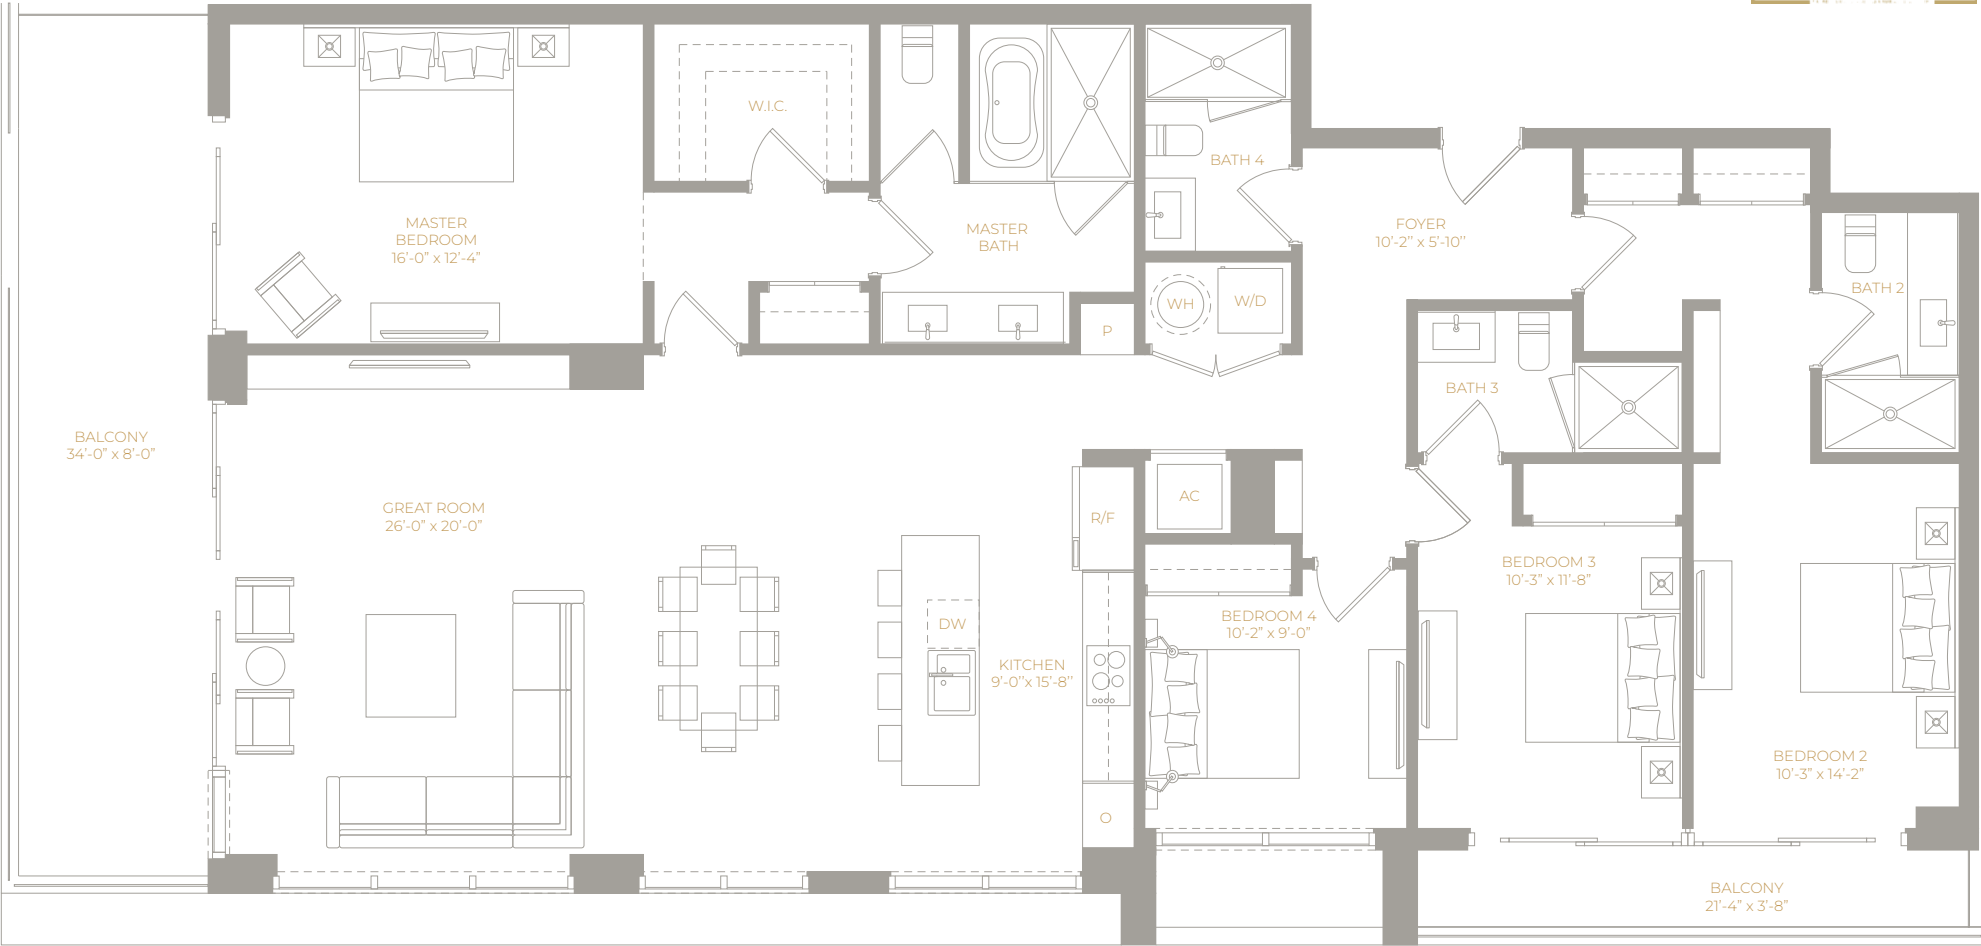 W.I.C.
BATH 4
MASTER
BEDROOM
16'-0" x 12'-4"
MASTER
BATH
FOYER
10'-2'' x 5'-10''
BATH 2
WH
W/D
P
BATH 3
BALCONY
34'-0" x 8'-0"
GREAT ROOM
26'-0" x 20'-0"
R/F
AC
BEDROOM 3
10'-3" x 11'-8"
DW
BEDROOM 4
10'-2" x 9'-0"
KITCHEN
9'-0''x 15'-8''
BEDROOM 2
10'-3" x 14'-2"
O
BALCONY
21'-4" x 3'-8"